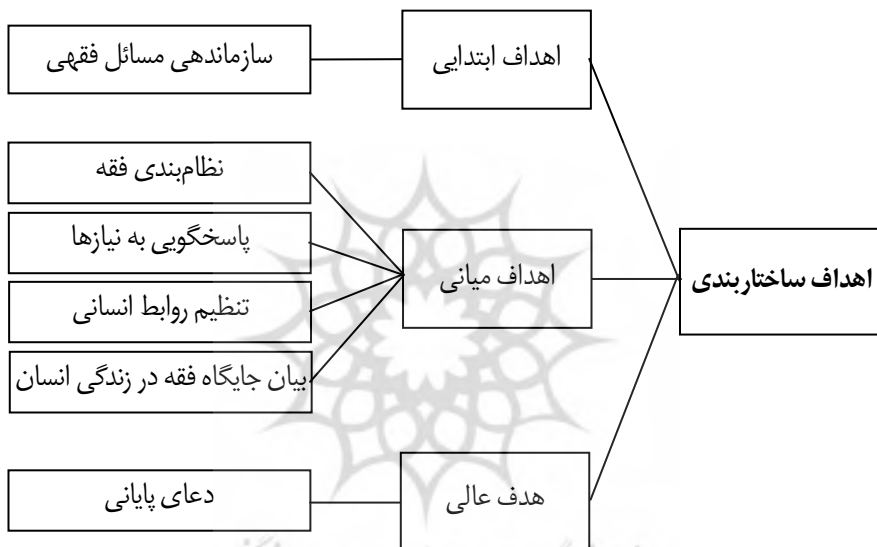 اهداف ساختاربندی
اهداف ابتدایی
سازماندهی مسائل فقهی
اهداف میانی
نظام‌بندی فقه
پاسخگویی به نیازها
تنظیم روابط انسانی
بیان جایگاه فقه در زندگی انسان
هدف عالی
دعای پایانی